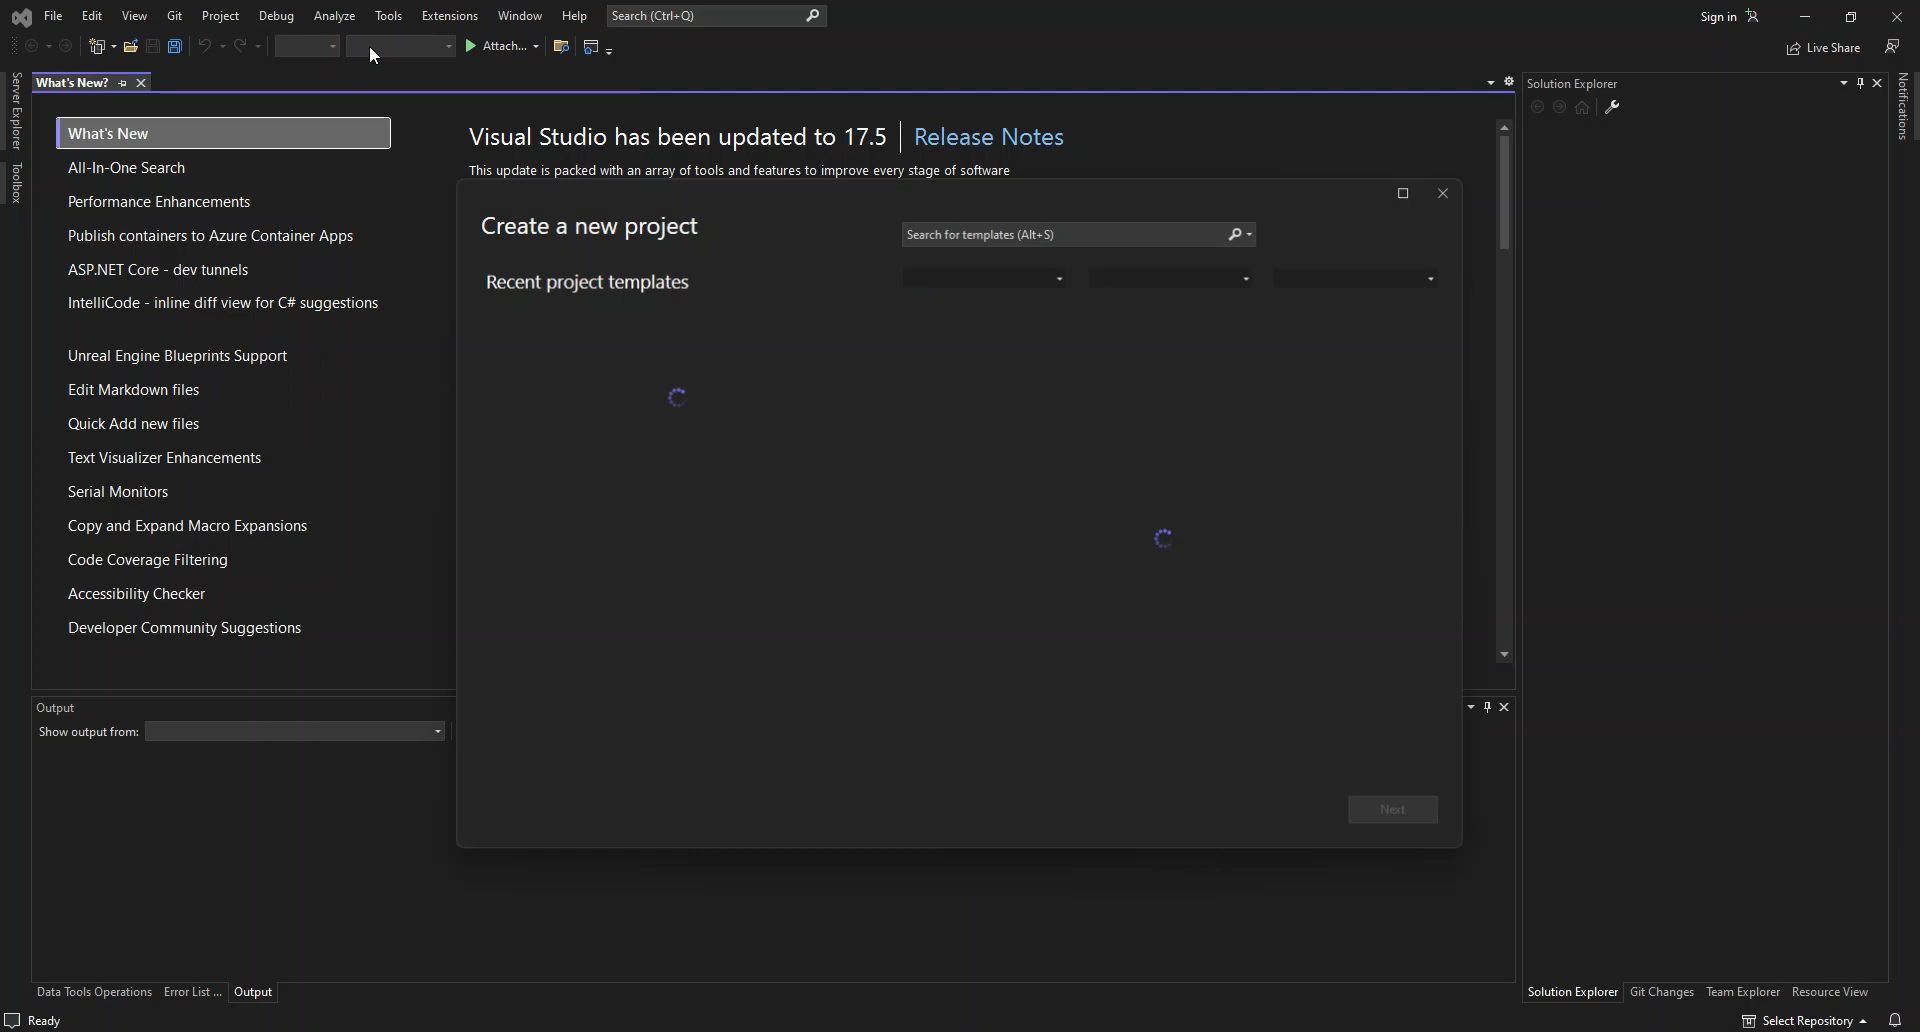 File Edit View Git Project Debug Analyze Tools Extensions Window Help Search (Ctrl+Q) Sign in
Attach... Live Share
Server Explorer
Toolbox
What's New?
What's New
All-In-One Search
Performance Enhancements
Publish containers to Azure Container Apps
ASP.NET Core - dev tunnels
IntelliCode - inline diff view for C# suggestions
Unreal Engine Blueprints Support
Edit Markdown files
Quick Add new files
Text Visualizer Enhancements
Serial Monitors
Copy and Expand Macro Expansions
Code Coverage Filtering
Accessibility Checker
Developer Community Suggestions
Visual Studio has been updated to 17.5 Release Notes
This update is packed with an array of tools and features to improve every stage of software
Create a new project
Search for templates (Alt+S)
Recent project templates
Next
Solution Explorer
Notifications
Output
Show output from:
Data Tools Operations Error List ... Output
Solution Explorer Git Changes Team Explorer Resource View
Ready
Select Repository